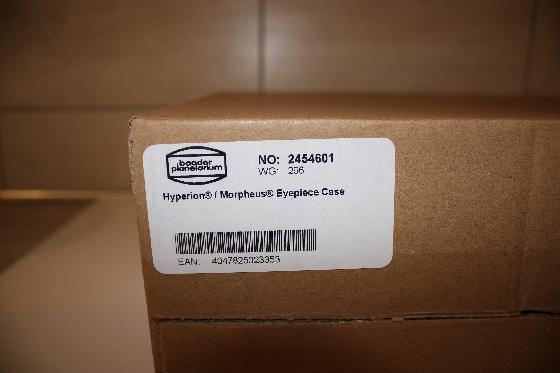 baader
planetarium
NO: 2454601
WG: 256
Hyperion® / Morpheus® Eyepiece Case
EAN: 4047825023353